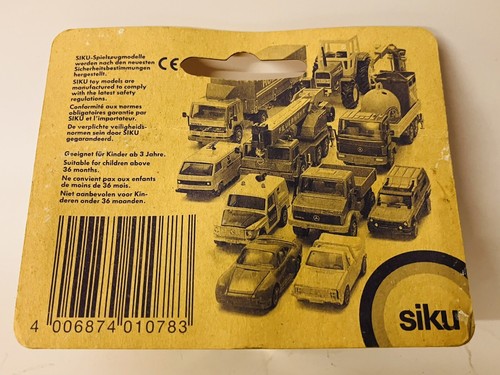 SIKU-Spielzeugmodelle
werden nach den neuesten
Sicherheitsbestimmungen
hergestellt.
CE
SIKU toy models are
manufactured to comply
with the latest safety
regulations.
Conformité aux normes
obligatoires garantie par
SIKU et l'importateur.
De verplichte veiligheids-
normen sein door SIKU
gegarandeerd.
Geeignet für Kinder ab 3 Jahre.
Suitable for children above
36 months.
Ne convient pax aux enfants
de moins de 36 mois.
Niet aanbevolen voor Kin-
deren onder 36 maanden.
4 006874 010783
siku